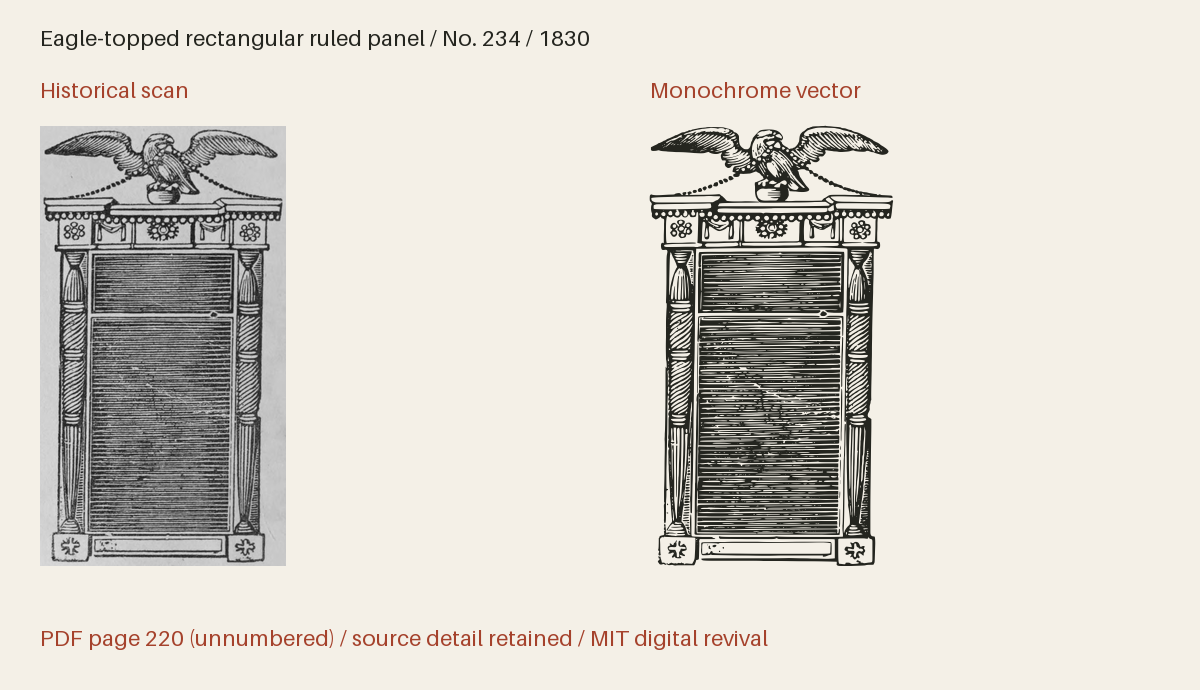 Eagle-topped rectangular ruled panel / No. 234 / 1830
Historical scan
Monochrome vector
PDF page 220 (unnumbered) / source detail retained / MIT digital revival